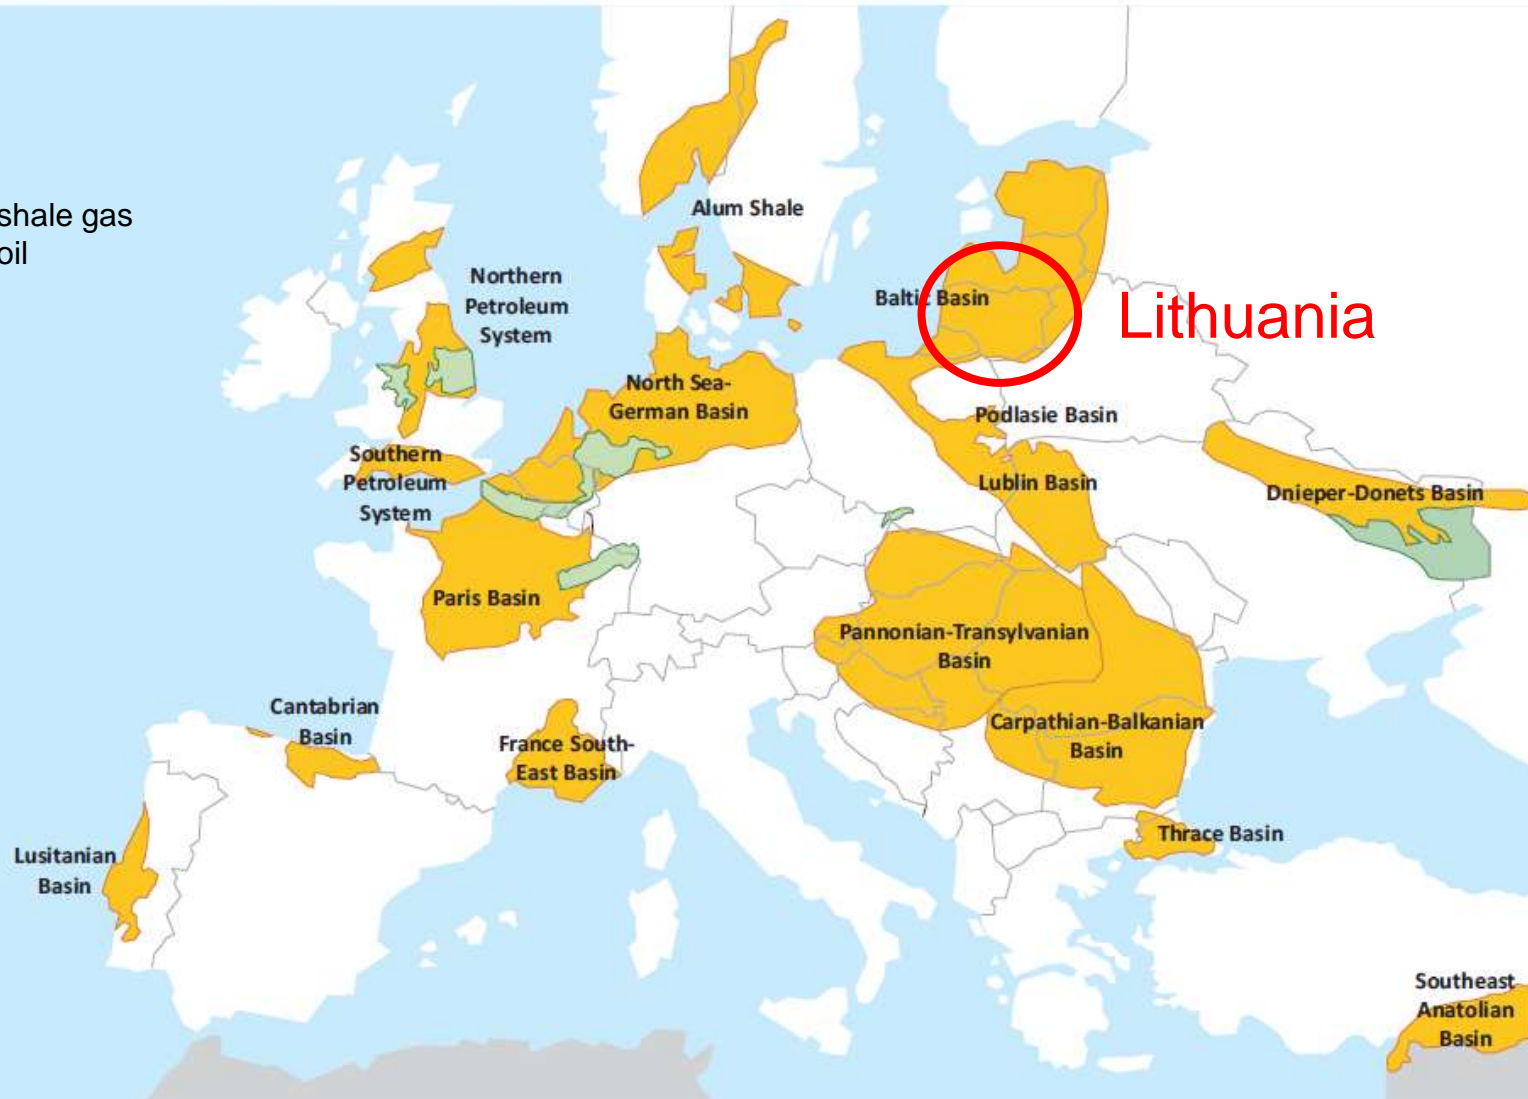 shale gas
oil
Alum Shale
Northern
Petroleum
System
Baltic Basin
Lithuania
North Sea-
German Basin
Podlasie Basin
Southern
Petroleum
System
Lublin Basin
Dnieper-Donets Basin
Paris Basin
Pannonian-Transylvanian
Basin
Cantabrian
Basin
France South-
East Basin
Carpathian-Balkanian
Basin
Thrace Basin
Lusitanian
Basin
Southeast
Anatolian
Basin